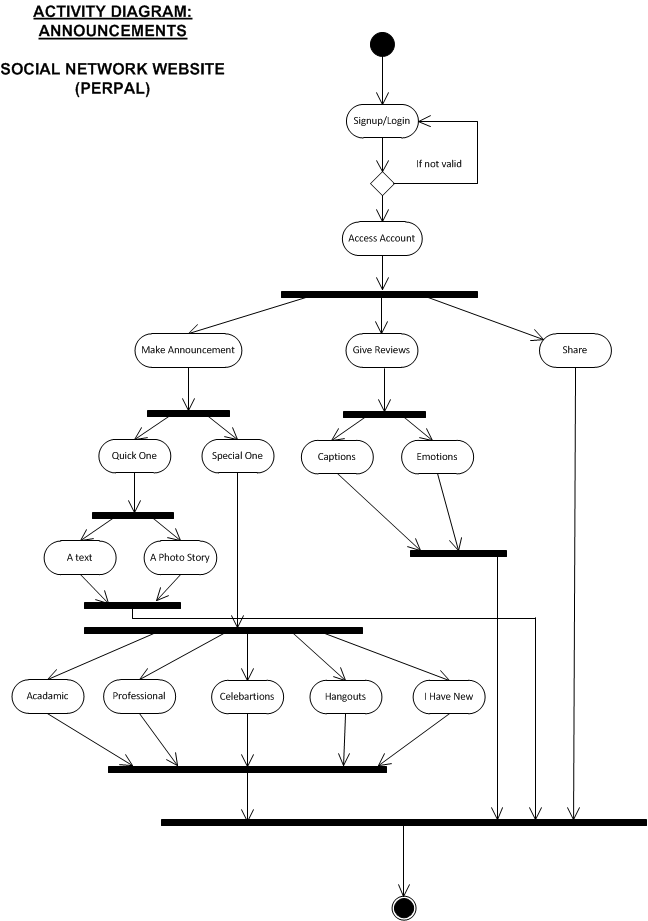 ACTIVITY DIAGRAM:
ANNOUNCEMENTS
SOCIAL NETWORK WEBSITE
(PERPAL)
Signup/Login
If not valid
Access Account
Make Announcement
Give Reviews
Share
Quick One
Special One
Captions
Emotions
A text
A Photo Story
Acadamic
Professional
Celebartions
Hangouts
I Have New